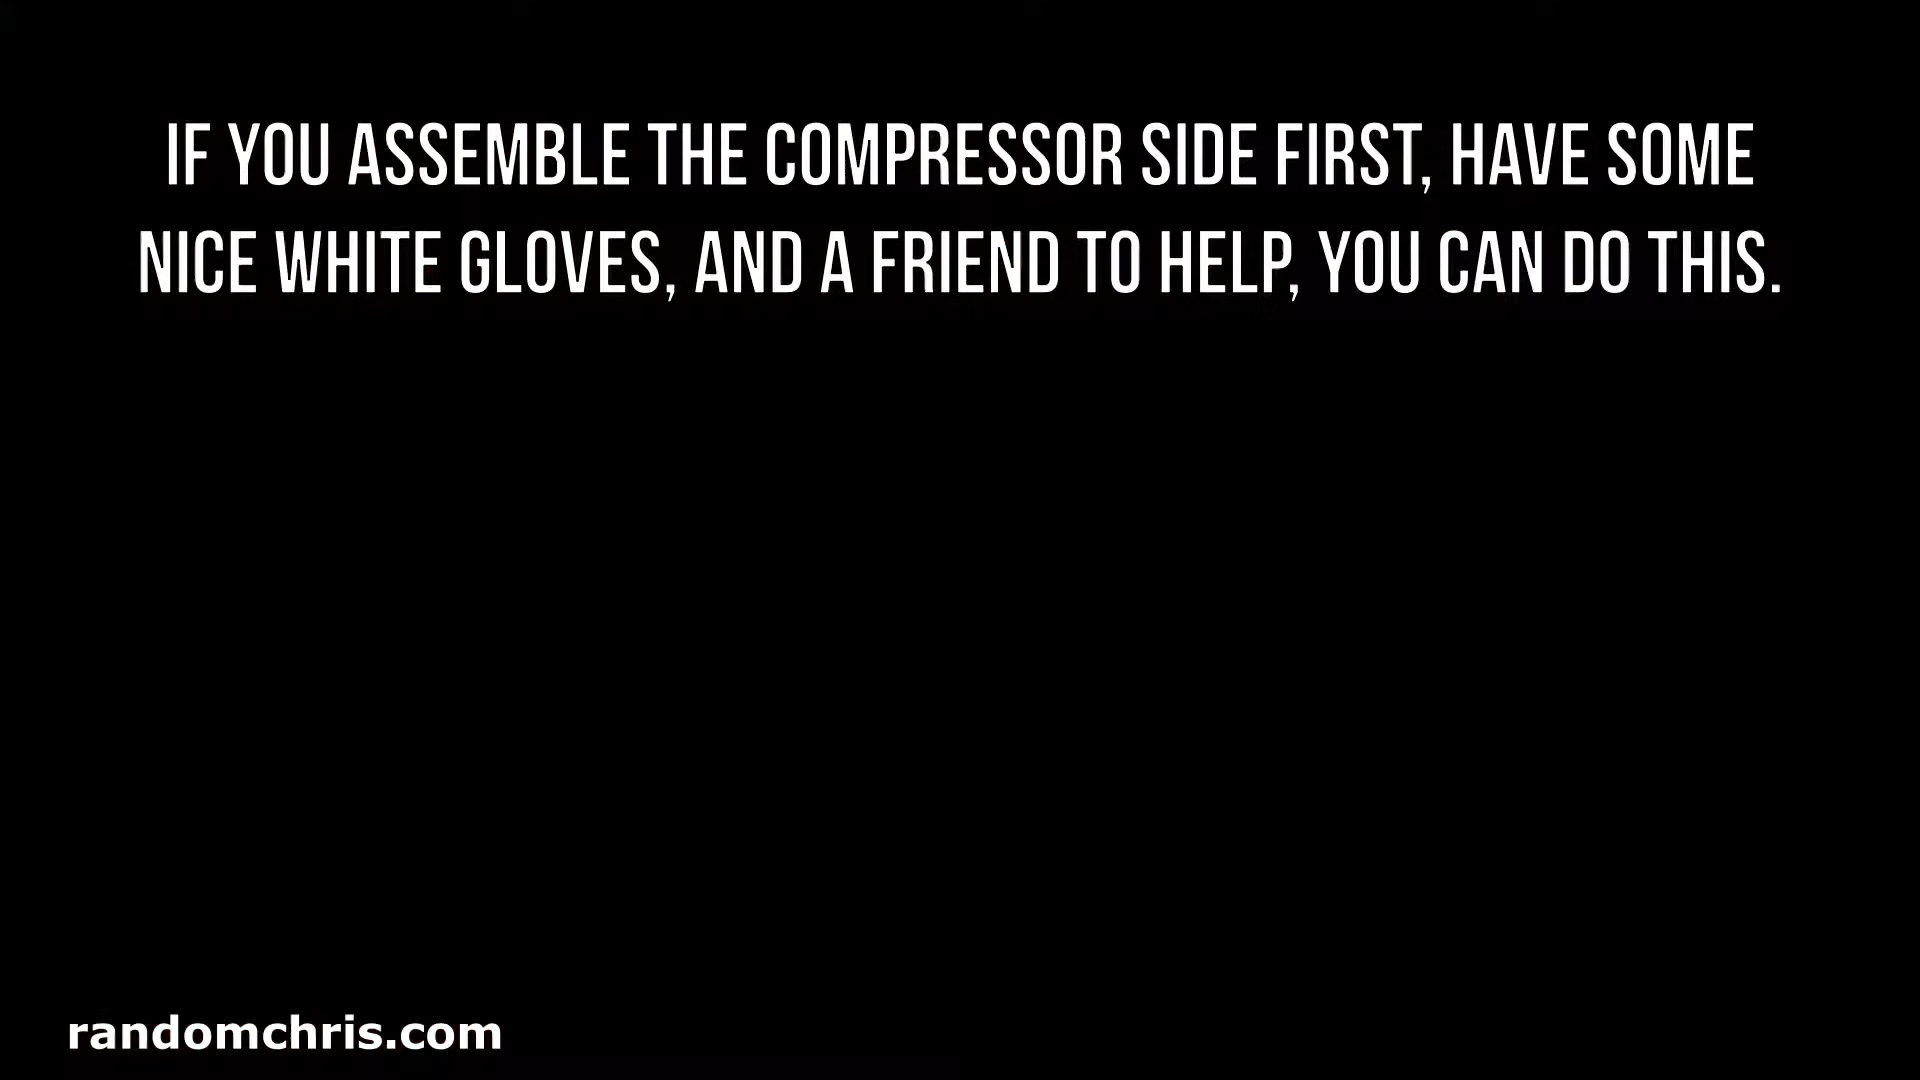 IF YOU ASSEMBLE THE COMPRESSOR SIDE FIRST, HAVE SOME
NICE WHITE GLOVES, AND A FRIEND TO HELP, YOU CAN DO THIS.
randomchris.com